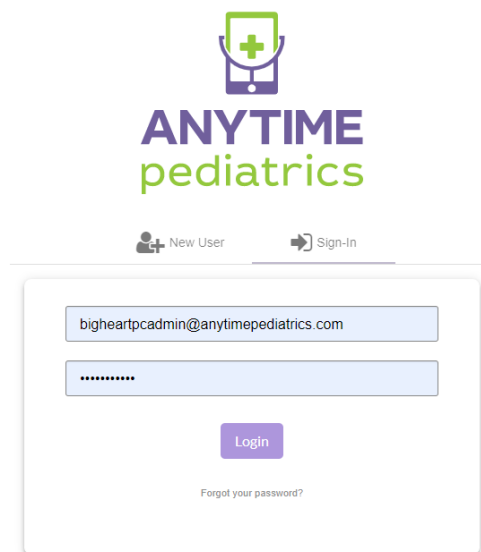 ANYTIME
pediatrics
New User
Sign-In
bigheartpcadmin@anytimepediatrics.com
•••••••••••
Login
Forgot your password?